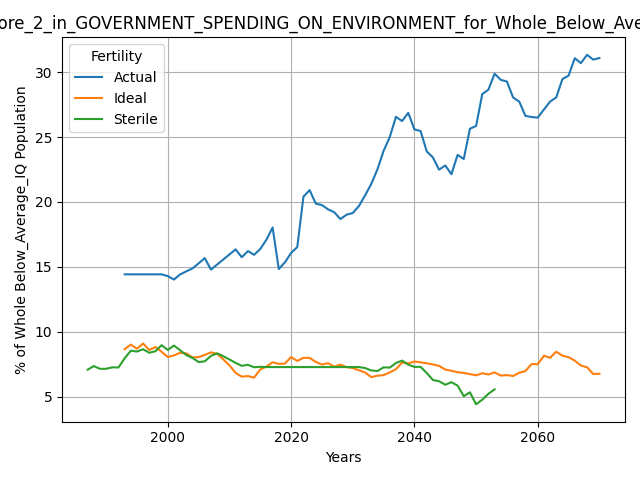 ore_2_in_GOVERNMENT_SPENDING_ON_ENVIRONMENT_for_Whole_Below_Ave
Fertility
Actual
Ideal
Sterile
% of Whole Below_Average_IQ Population
30
25
20
15
10
5
2000 2020 2040 2060
Years